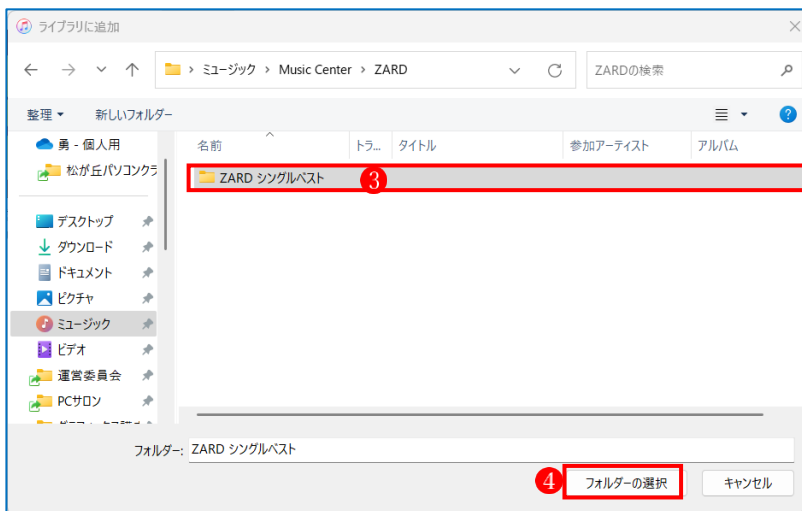 ライブラリに追加
ミュージック > Music Center > ZARD
ZARDの検索
整理 新しいフォルダー
勇 - 個人用
松が丘パソコンクラ
デスクトップ
ダウンロード
ドキュメント
ピクチャ
ミュージック
ビデオ
運営委員会
PCサロン
名前 トラ... タイトル 参加アーティスト アルバム
ZARD シングルベスト 3
フォルダー: ZARD シングルベスト
4 フォルダーの選択 キャンセル